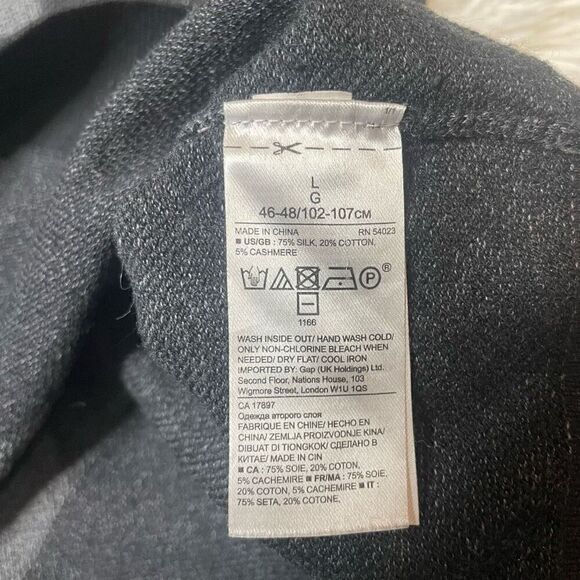 L
G
46-48/102-107CM
MADE IN CHINA RN 54023
■ US/GB : 75% SILK, 20% COTTON,
5% CASHMERE
P ®
1166
WASH INSIDE OUT/ HAND WASH COLD/
ONLY NON-CHLORINE BLEACH WHEN
NEEDED/ DRY FLAT/ COOL IRON
IMPORTED BY: Gap (UK Holdings) Ltd.
Second Floor, Nations House, 103
Wigmore Street, London W1U 1QS
CA 17897
Одежда второго слоя
FABRIQUE EN CHINE/ HECHO EN
CHINA/ ZEMLJA PROIZVODNJE KINA/
DIBUAT DI TIONGKOK/ СДЕЛАНО В
КИТАЕ/ MADE IN CIN
■ CA : 75% SOIE, 20% COTON,
5% CACHEMIRE ■ FR/MA : 75% SOIE,
20% COTON, 5% CACHEMIRE ■ IT :
75% SETA, 20% COTONE,